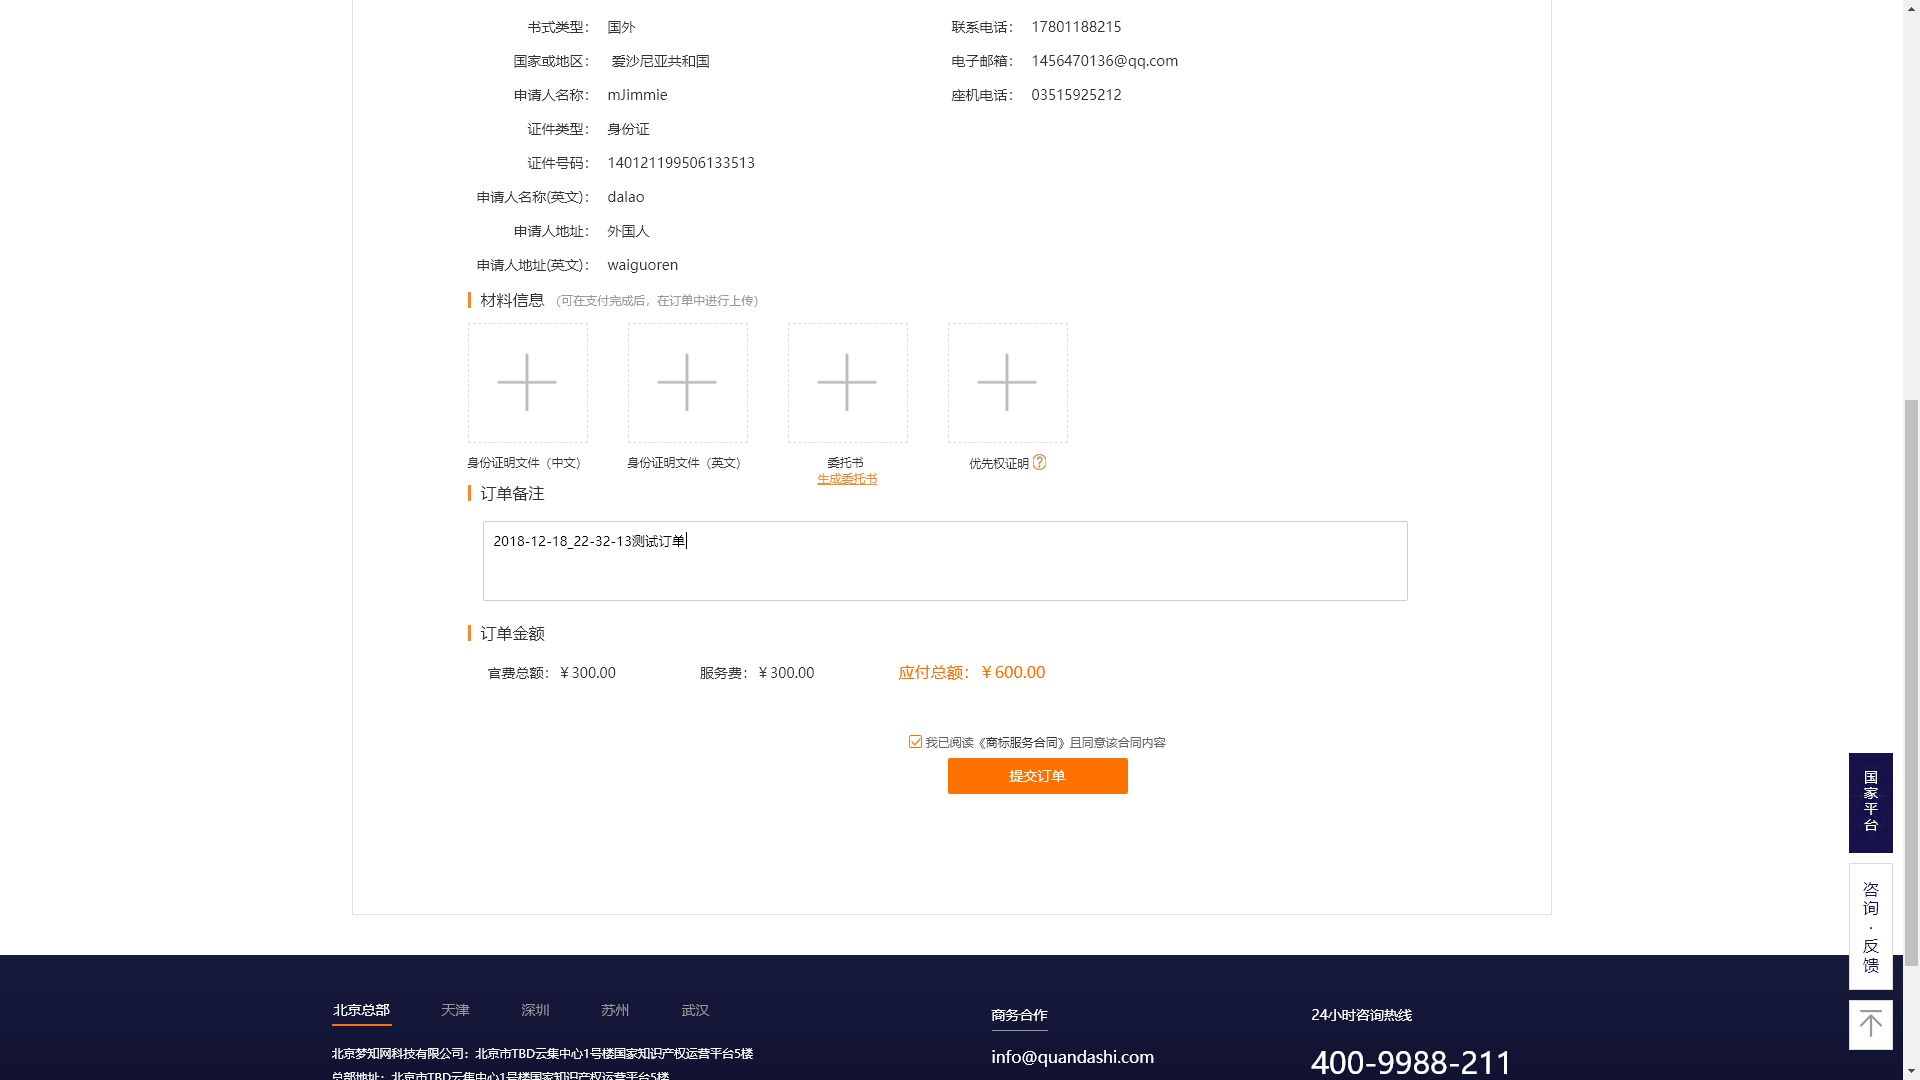 书式类型： 国外
国家或地区： 爱沙尼亚共和国
申请人名称： mJimmie
证件类型： 身份证
证件号码： 140121199506133513
申请人名称(英文)： dalao
申请人地址： 外国人
申请人地址(英文)： waiguoren
联系电话： 17801188215
电子邮箱： 1456470136@qq.com
座机电话： 03515925212
材料信息 （可在支付完成后，在订单中进行上传）
身份证明文件（中文）
身份证明文件（英文）
委托书
生成委托书
优先权证明
订单备注
2018-12-18_22-32-13测试订单
订单金额
官费总额：￥300.00 服务费：￥300.00 应付总额：￥600.00
我已阅读《商标服务合同》且同意该合同内容
提交订单
国家平台
咨询·反馈
北京总部 天津 深圳 苏州 武汉
北京梦知网科技有限公司：北京市TBD云集中心1号楼国家知识产权运营平台5楼
总部地址：北京市TBD云集中心1号楼国家知识产权运营平台5楼
商务合作
info@quandashi.com
24小时咨询热线
400-9988-211